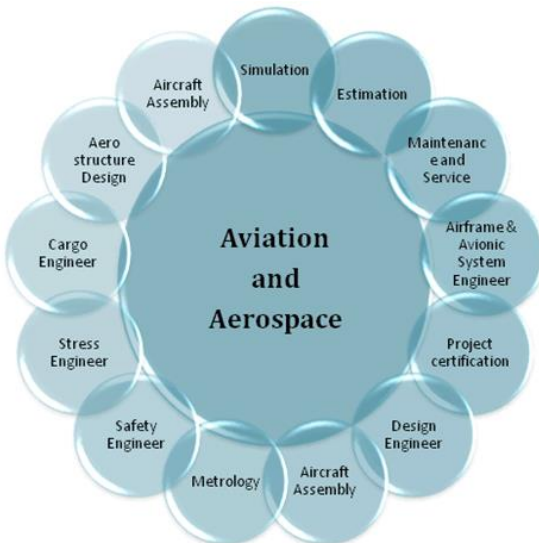 Simulation
Estimation
Maintenanc
e and
Service
Airframe &
Avionic
System
Engineer
Project
certification
Design
Engineer
Aircraft
Assembly
Metrology
Safety
Engineer
Stress
Engineer
Cargo
Engineer
Aero
structure
Design
Aircraft
Assembly
Aviation
and
Aerospace